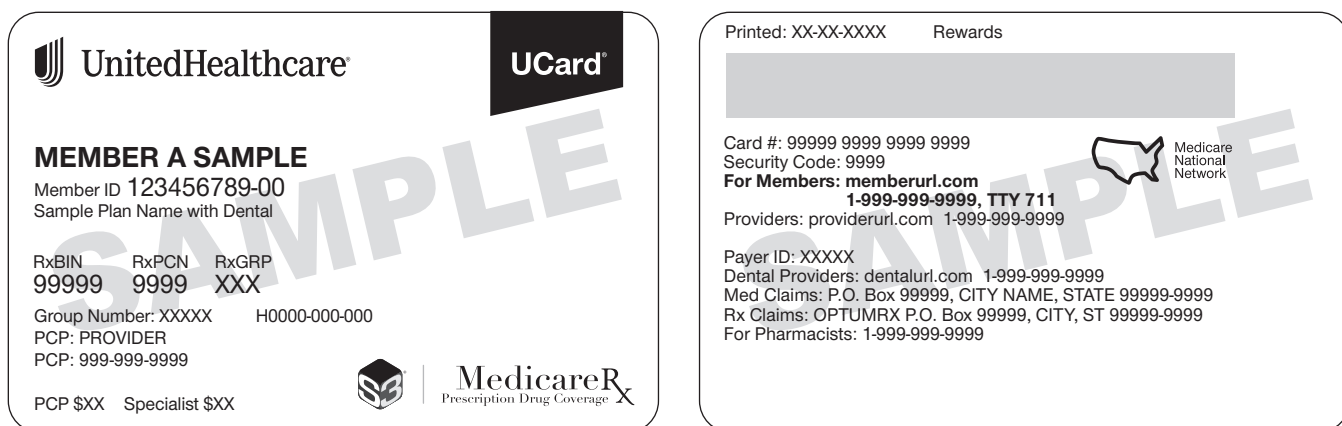 UnitedHealthcare®
UCard®
MEMBER A SAMPLE
Member ID 123456789-00
Sample Plan Name with Dental
RxBIN RxPCN RxGRP
99999 9999 XXX
Group Number: XXXXX H0000-000-000
PCP: PROVIDER
PCP: 999-999-9999
PCP $XX Specialist $XX
S3
MedicareRx
Prescription Drug Coverage
SAMPLE
Printed: XX-XX-XXXX Rewards
Card #: 99999 9999 9999 9999
Security Code: 9999
For Members: memberurl.com
1-999-999-9999, TTY 711
Providers: providerurl.com 1-999-999-9999
Medicare
National
Network
Payer ID: XXXXX
Dental Providers: dentalurl.com 1-999-999-9999
Med Claims: P.O. Box 99999, CITY NAME, STATE 99999-9999
Rx Claims: OPTUMRX P.O. Box 99999, CITY, ST 99999-9999
For Pharmacists: 1-999-999-9999
SAMPLE